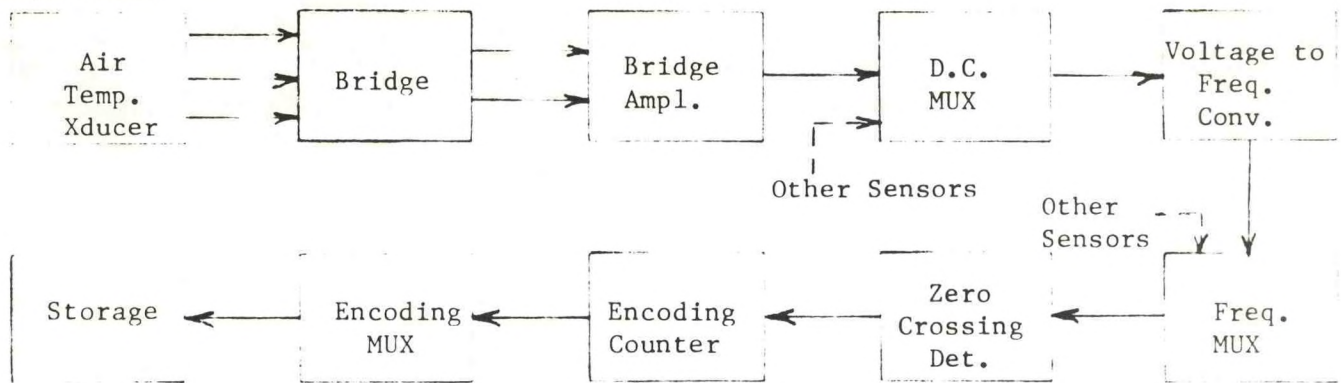 Air
Temp.
Xducer
Bridge
Bridge
Ampl.
D.C.
MUX
Voltage to
Freq.
Conv.
Other Sensors
Other
Sensors
Storage
Encoding
MUX
Encoding
Counter
Zero
Crossing
Det.
Freq.
MUX